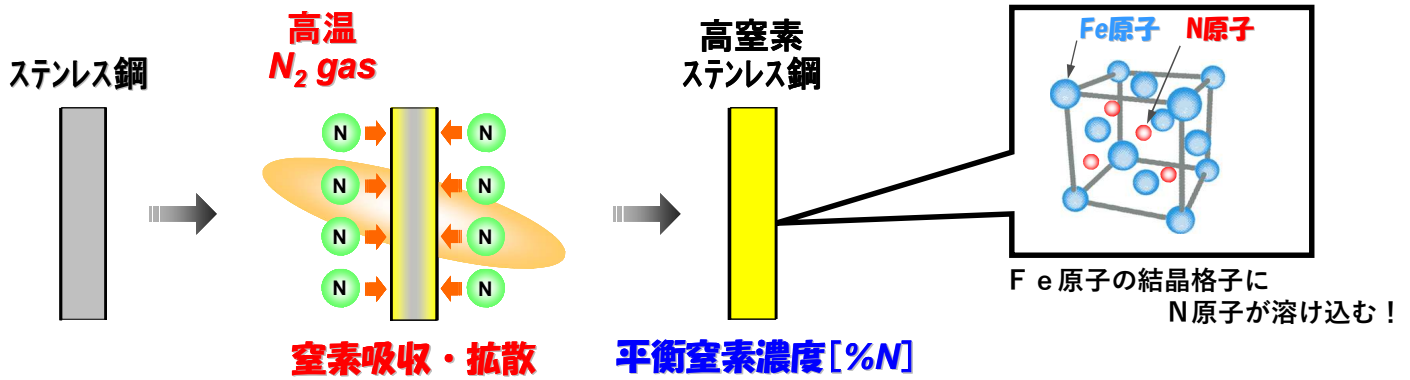 ステンレス鋼
高温
N2 gas
N
N
N
N
N
N
N
N
窒素吸収・拡散
高窒素
ステンレス鋼
平衡窒素濃度[%N]
Fe原子
N原子
Ｆｅ原子の結晶格子に
N原子が溶け込む！